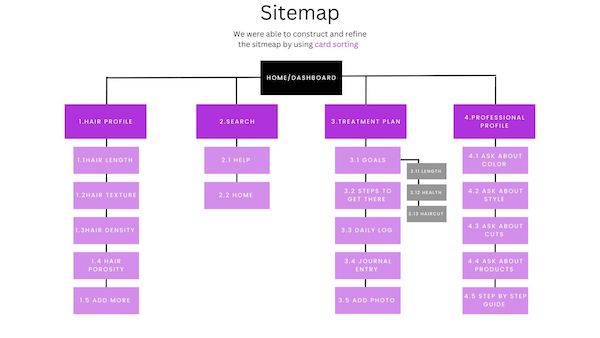 Sitemap
We were able to construct and refine
the sitmeap by using card sorting
HOME/DASHBOARD
1.HAIR PROFILE
2.SEARCH
3.TREATMENT PLAN
4.PROFESSIONAL
PROFILE
1.1HAIR LENGTH
1.2HAIR TEXTURE
1.3HAIR DENSITY
1.4 HAIR
POROSITY
1.5 ADD MORE
2.1 HELP
2.2 HOME
3.1 GOALS
3.11 LENGTH
3.12 HEALTH
3.13 HAIRCUT
3.2 STEPS TO
GET THERE
3.3 DAILY LOG
3.4 JOURNAL
ENTRY
3.5 ADD PHOTO
4.1 ASK ABOUT
COLOR
4.2 ASK ABOUT
STYLE
4.3 ASK ABOUT
CUTS
4.4 ASK ABOUT
PRODUCTS
4.5 STEP BY STEP
GUIDE